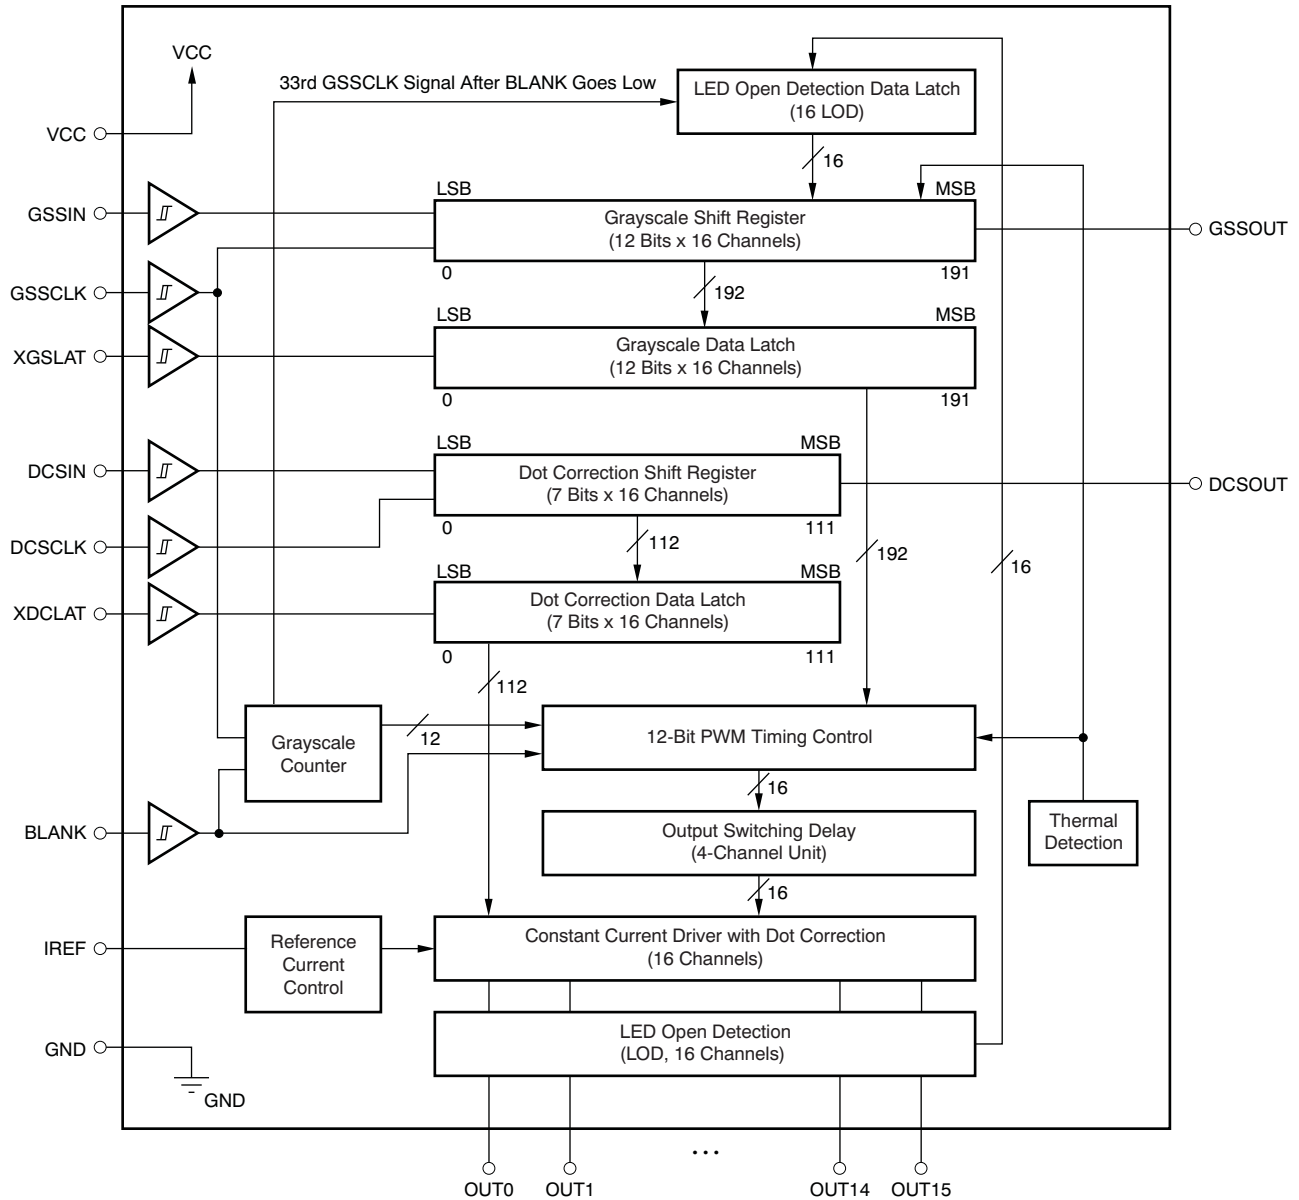 VCC
33rd GSSCLK Signal After BLANK Goes Low
LED Open Detection Data Latch
(16 LOD)
VCC
16
LSB
MSB
GSSIN
Grayscale Shift Register
(12 Bits x 16 Channels)
GSSOUT
0
191
GSSCLK
192
LSB
MSB
XGSLAT
Grayscale Data Latch
(12 Bits x 16 Channels)
0
191
LSB
MSB
DCSIN
Dot Correction Shift Register
(7 Bits x 16 Channels)
DCSOUT
0
111
DCSCLK
112
192
16
LSB
MSB
XDCLAT
Dot Correction Data Latch
(7 Bits x 16 Channels)
0
111
112
Grayscale
Counter
12
12-Bit PWM Timing Control
16
BLANK
Output Switching Delay
(4-Channel Unit)
Thermal
Detection
16
IREF
Reference
Current
Control
Constant Current Driver with Dot Correction
(16 Channels)
LED Open Detection
(LOD, 16 Channels)
GND
GND
...
OUT0
OUT1
OUT14
OUT15